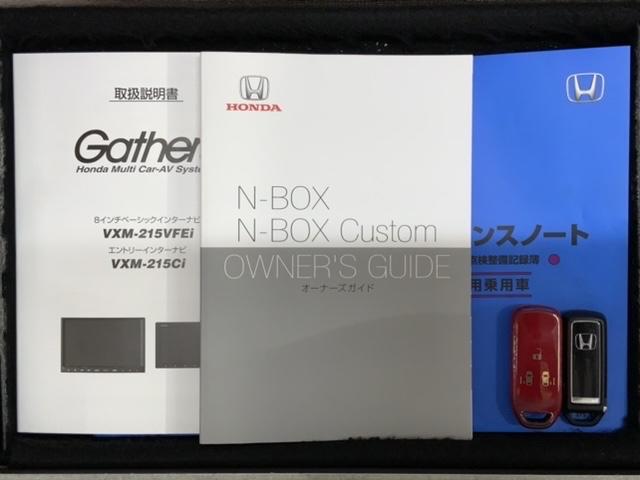 取扱説明書
Gather
Honda Multi Car-AV Syste
8インチベーシックインターナビ
VXM-215VFEi
エントリーインターナビ
VXM-215Ci
HONDA
N-BOX
N-BOX Custom
OWNER'S GUIDE
オーナーズガイド
ンスノート
点検整備記録簿
用乗用車